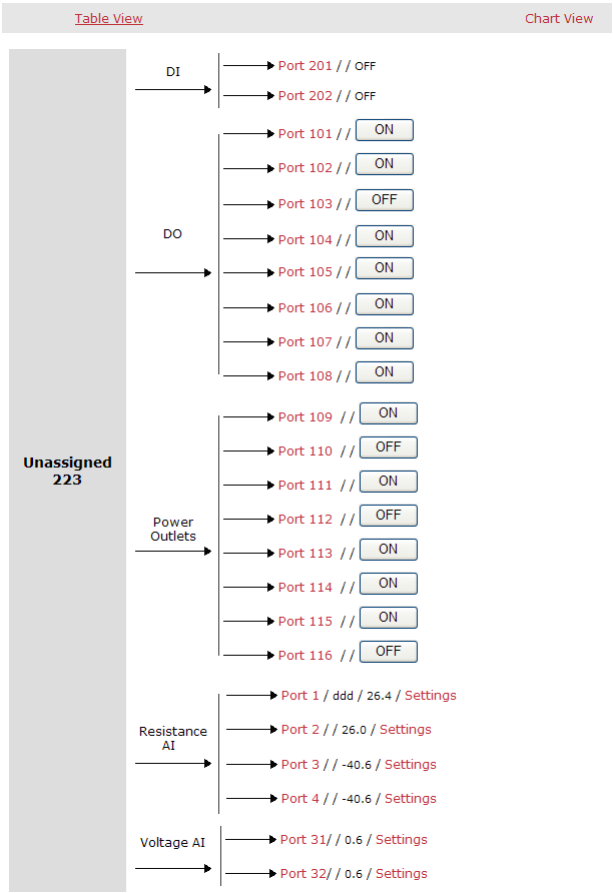 Table View
Chart View
DI
Port 201 / / OFF
Port 202 / / OFF
DO
Port 101 / / ON
Port 102 / / ON
Port 103 / / OFF
Port 104 / / ON
Port 105 / / ON
Port 106 / / ON
Port 107 / / ON
Port 108 / / ON
Unassigned
223
Power
Outlets
Port 109 / / ON
Port 110 / / OFF
Port 111 / / ON
Port 112 / / OFF
Port 113 / / ON
Port 114 / / ON
Port 115 / / ON
Port 116 / / OFF
Resistance
AI
Port 1 / ddd / 26.4 / Settings
Port 2 / / 26.0 / Settings
Port 3 / / -40.6 / Settings
Port 4 / / -40.6 / Settings
Voltage AI
Port 31/ / 0.6 / Settings
Port 32/ / 0.6 / Settings